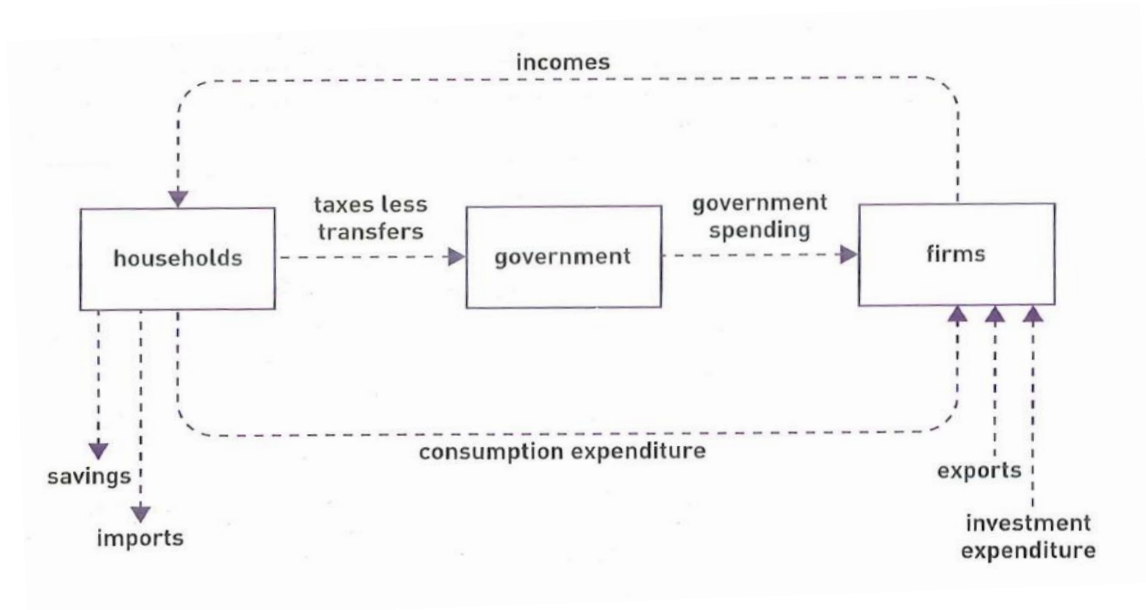 incomes
taxes less
transfers
government
spending
households
government
firms
consumption expenditure
savings
exports
imports
investment
expenditure